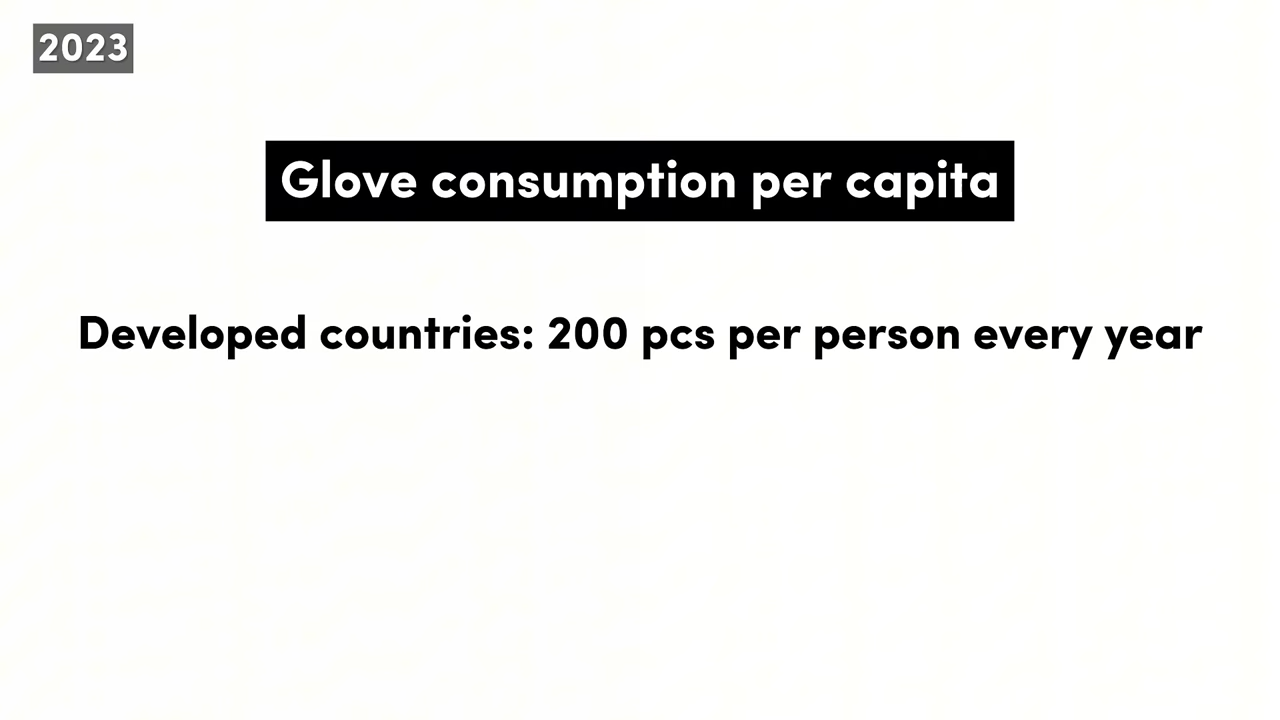 2023
Glove consumption per capita
Developed countries: 200 pcs per person every year